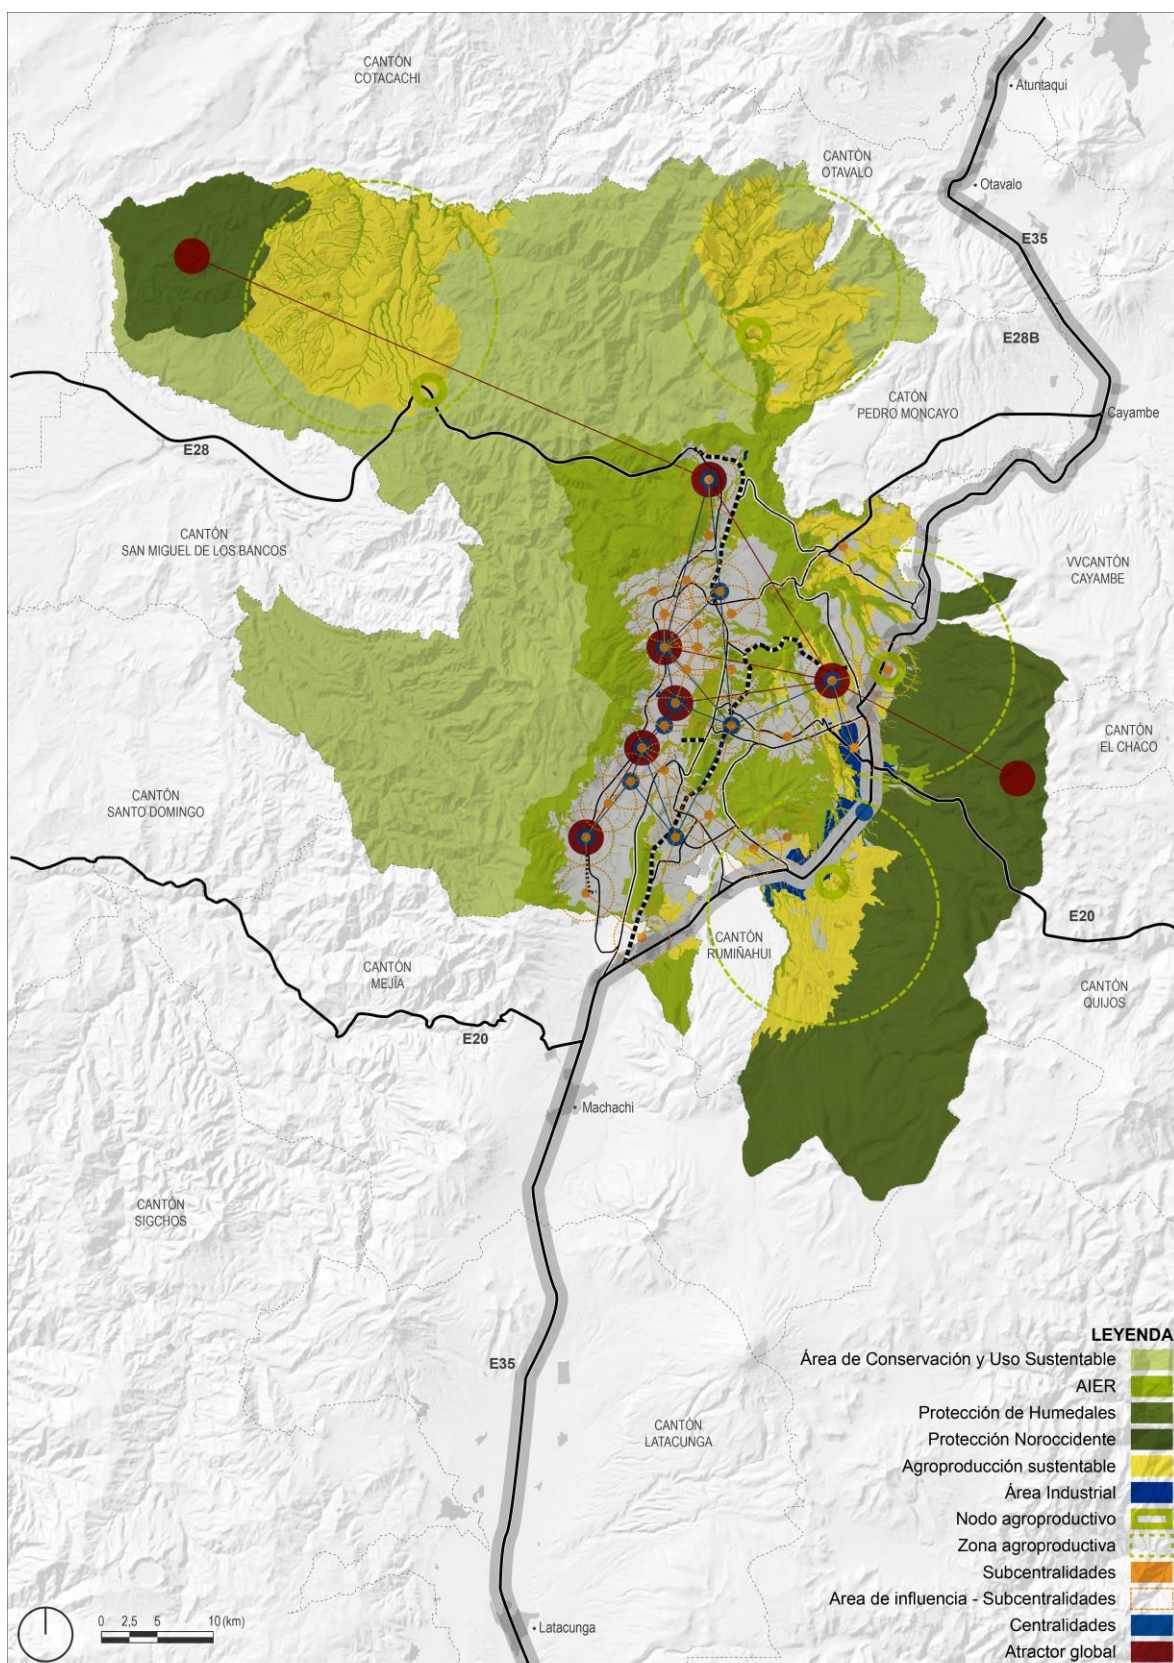 CANTÓN
COTACACHI
Atuntaqui
CANTÓN
OTAVALO
Otavalo
E35
E28B
CATÓN
PEDRO MONCAYO
Cayambe
E28
CANTÓN
SAN MIGUEL DE LOS BANCOS
VVCANTÓN
CAYAMBE
CANTÓN
EL CHACO
CANTÓN
SANTO DOMINGO
E20
CANTÓN
RUMIÑAHUI
CANTÓN
MEJÍA
CANTÓN
QUIJOS
E20
Machachi
CANTÓN
SIGCHOS
E35
CANTÓN
LATACUNGA
Latacunga
LEYENDA
Área de Conservación y Uso Sustentable
AIER
Protección de Humedales
Protección Noroccidente
Agroproducción sustentable
Área Industrial
Nodo agroproductivo
Zona agroproductiva
Subcentralidades
Area de influencia - Subcentralidades
Centralidades
Atractor global
0 2,5 5 10 (km)